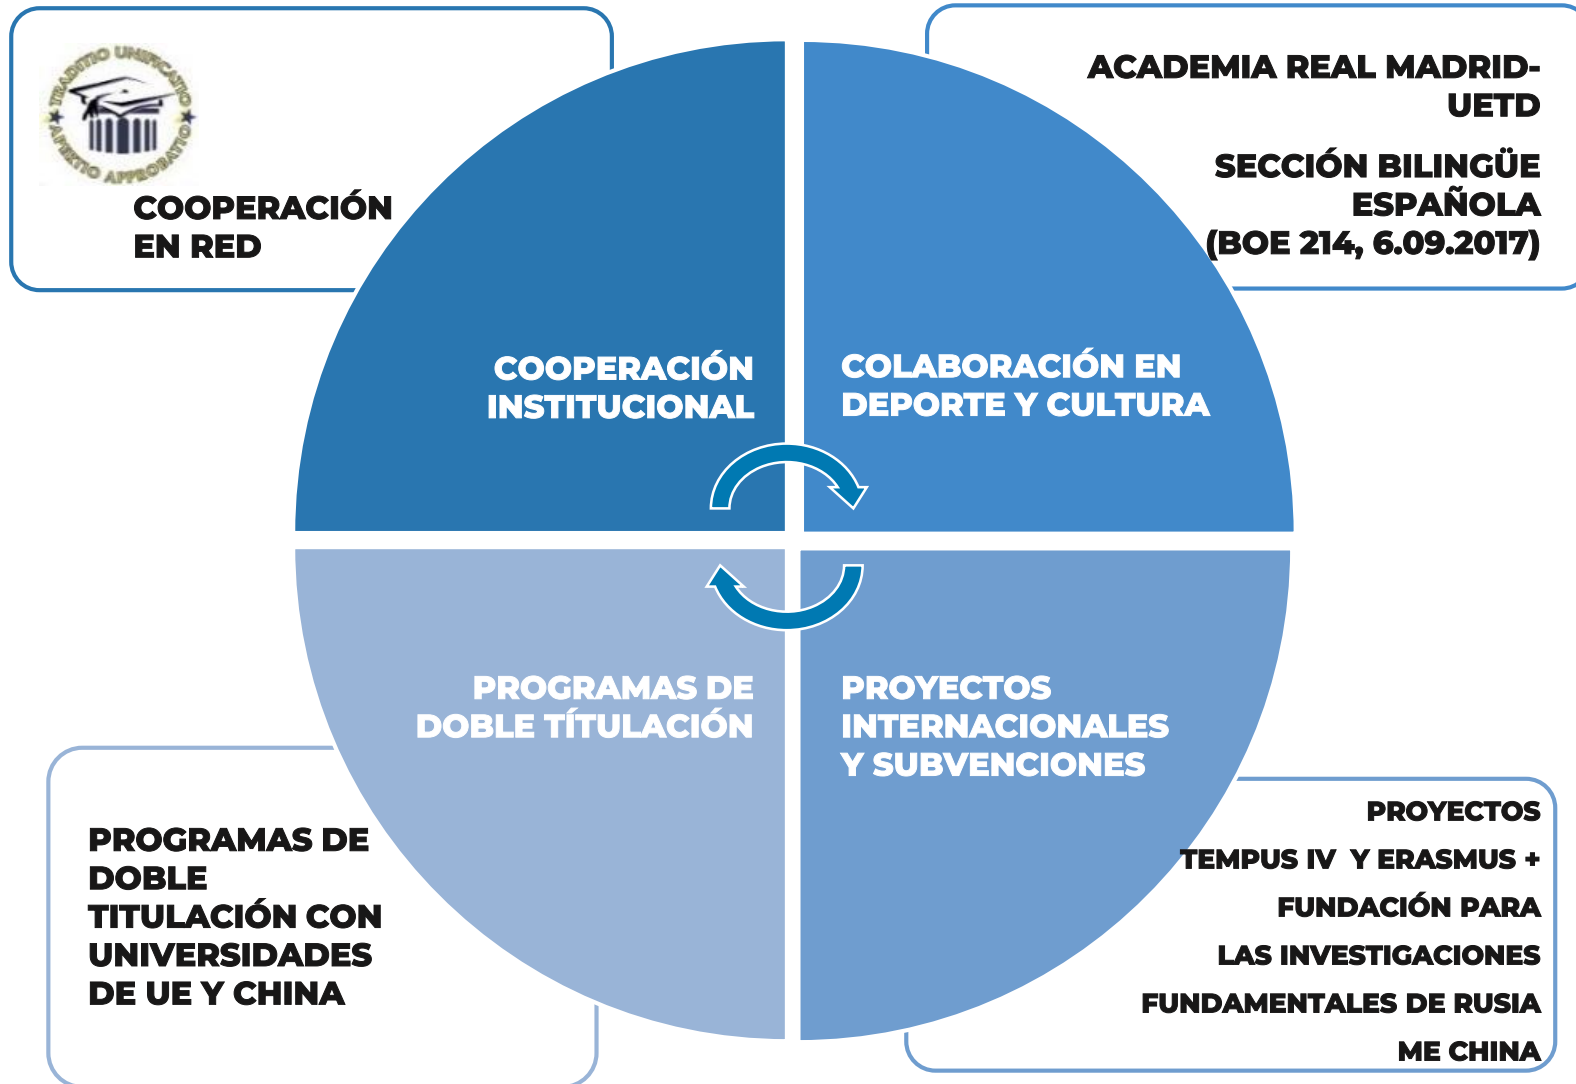 TRADITIO UNIFICATIO
APERTIO APPROBATIO
COOPERACIÓN
EN RED
ACADEMIA REAL MADRID-
UETD
SECCIÓN BILINGÜE
ESPAÑOLA
(BOE 214, 6.09.2017)
COOPERACIÓN
INSTITUCIONAL
COLABORACIÓN EN
DEPORTE Y CULTURA
PROGRAMAS DE
DOBLE TÍTULACIÓN
PROYECTOS
INTERNACIONALES
Y SUBVENCIONES
PROGRAMAS DE
DOBLE
TITULACIÓN CON
UNIVERSIDADES
DE UE Y CHINA
PROYECTOS
TEMPUS IV Y ERASMUS +
FUNDACIÓN PARA
LAS INVESTIGACIONES
FUNDAMENTALES DE RUSIA
ME CHINA